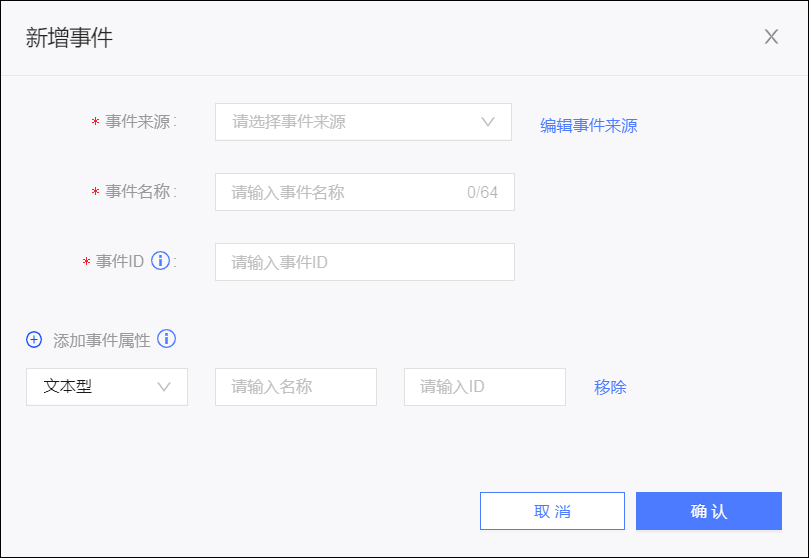 新增事件
* 事件来源: 请选择事件来源 编辑事件来源
* 事件名称: 请输入事件名称 0/64
* 事件ID : 请输入事件ID
添加事件属性
文本型 请输入名称 请输入ID 移除
取消 确认